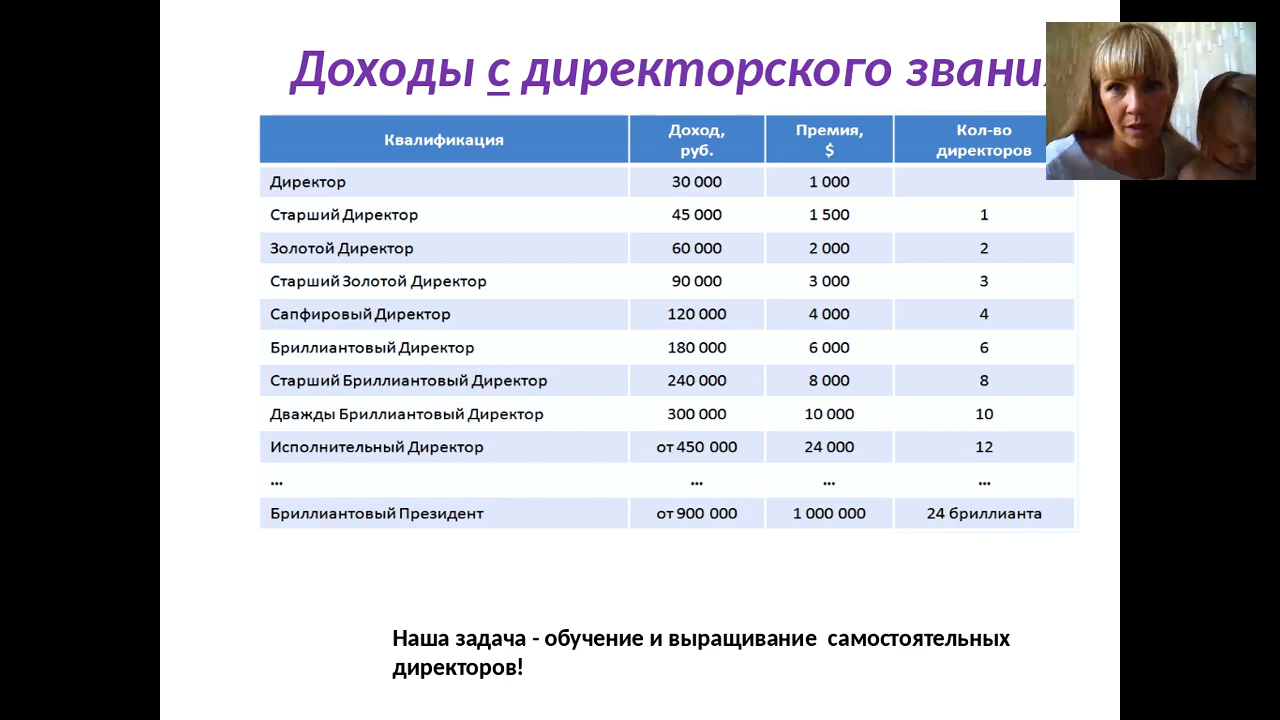 Доходы с директорского
Квалификация Доход, руб. Премия, $ Кол-во директоров
Директор 30 000 1 000
Старший Директор 45 000 1 500 1
Золотой Директор 60 000 2 000 2
Старший Золотой Директор 90 000 3 000 3
Сапфировый Директор 120 000 4 000 4
Бриллиантовый Директор 180 000 6 000 6
Старший Бриллиантовый Директор 240 000 8 000 8
Дважды Бриллиантовый Директор 300 000 10 000 10
Исполнительный Директор от 450 000 24 000 12
... ... ... ...
Бриллиантовый Президент от 900 000 1 000 000 24 бриллианта
Наша задача - обучение и выращивание самостоятельных
директоров!